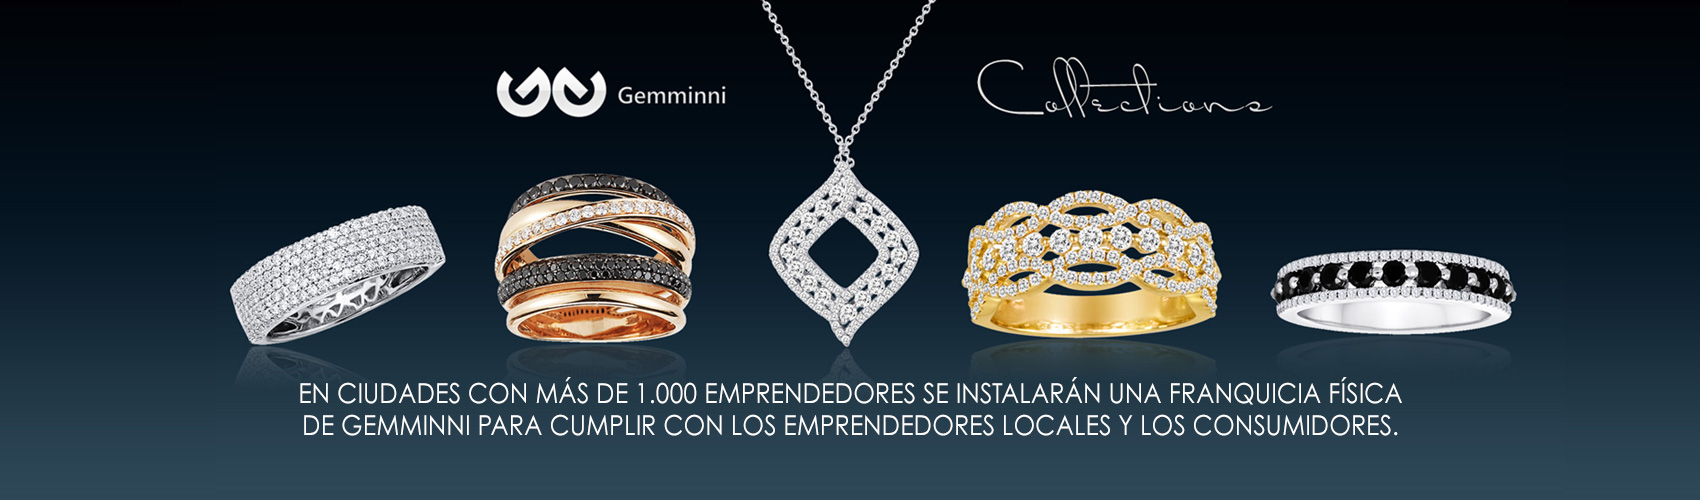 Gemminni
Collections
EN CIUDADES CON MÁS DE 1.000 EMPRENDEDORES SE INSTALARÁN UNA FRANQUICIA FÍSICA
DE GEMMINNI PARA CUMPLIR CON LOS EMPRENDEDORES LOCALES Y LOS CONSUMIDORES.